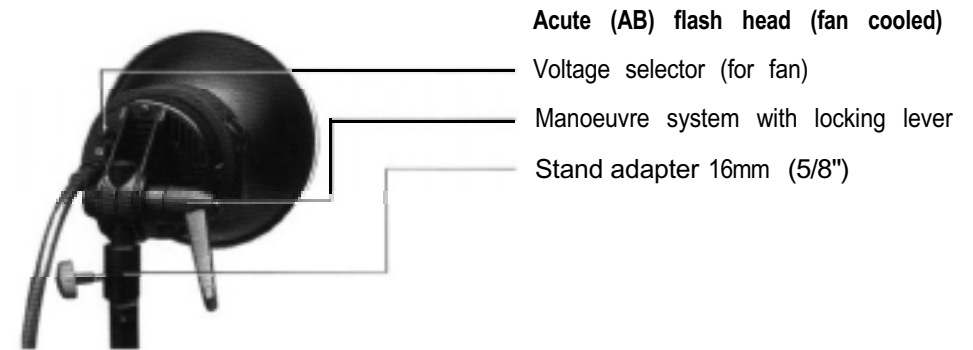 Acute (AB) flash head (fan cooled)
Voltage selector (for fan)
Manoeuvre system with locking lever
Stand adapter 16mm (5/8")